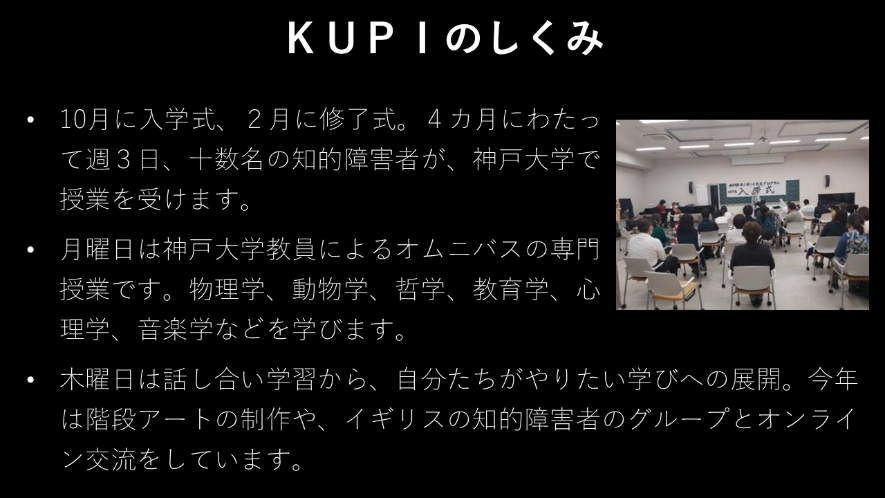 ＫＵＰＩのしくみ
• 10月に入学式、２月に修了式。４カ月にわたっ
て週３日、十数名の知的障害者が、神戸大学で
授業を受けます。
• 月曜日は神戸大学教員によるオムニバスの専門
授業です。物理学、動物学、哲学、教育学、心
理学、音楽学などを学びます。
• 木曜日は話し合い学習から、自分たちがやりたい学びへの展開。今年
は階段アートの制作や、イギリスの知的障害者のグループとオンライ
ン交流をしています。
入学式